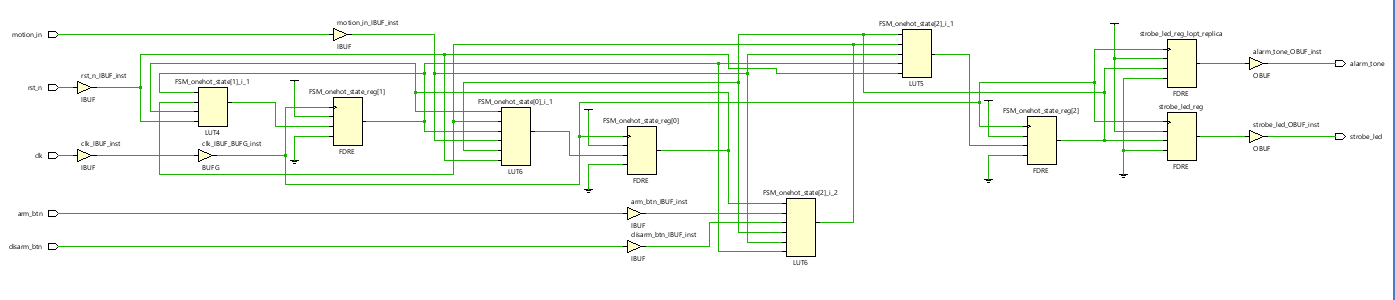 motion_in
motion_in_IBUF_inst
IBUF
rst_n
rst_n_IBUF_inst
IBUF
FSM_onehot_state[1]_i_1
LUT4
FSM_onehot_state_reg[1]
FDRE
clk
clk_IBUF_inst
IBUF
clk_IBUF_BUFG_inst
BUFG
FSM_onehot_state[0]_i_1
LUT6
FSM_onehot_state_reg[0]
FDRE
arm_btn
arm_btn_IBUF_inst
IBUF
disarm_btn
disarm_btn_IBUF_inst
IBUF
FSM_onehot_state[2]_i_2
LUT6
FSM_onehot_state[2]_i_1
LUT5
FSM_onehot_state_reg[2]
FDRE
strobe_led_reg_lopt_replica
FDRE
alarm_tone_OBUF_inst
OBUF
alarm_tone
strobe_led_reg
FDRE
strobe_led_OBUF_inst
OBUF
strobe_led